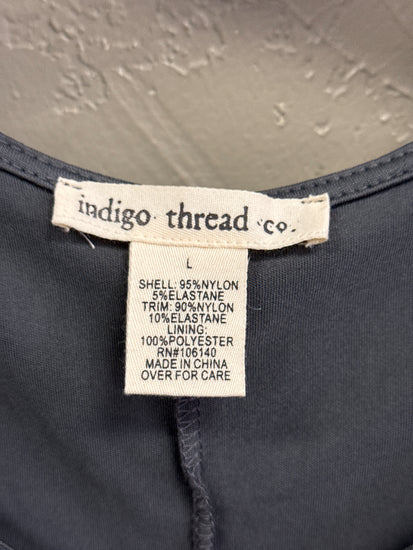 indigo thread co.
L
SHELL: 95%NYLON
5%ELASTANE
TRIM: 90%NYLON
10%ELASTANE
LINING:
100%POLYESTER
RN#106140
MADE IN CHINA
OVER FOR CARE